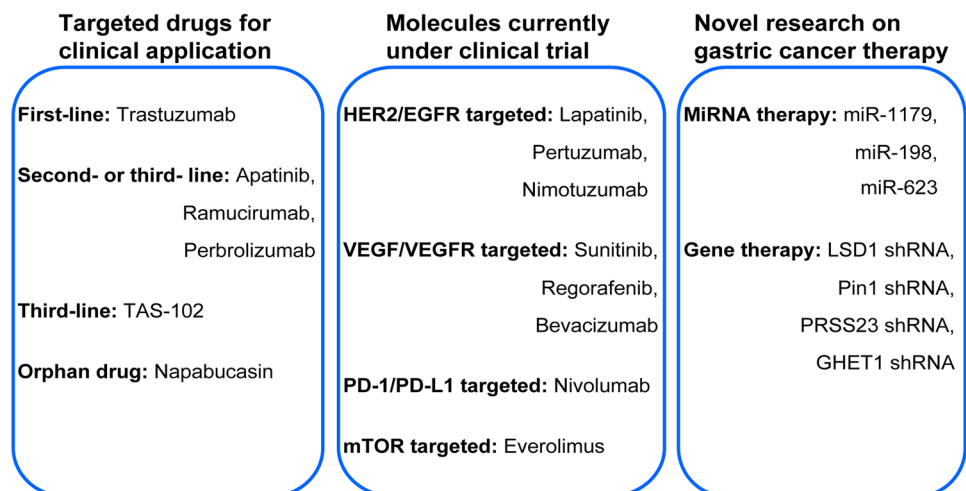 Targeted drugs for
clinical application
First-line: Trastuzumab
Second- or third- line: Apatinib,
Ramucirumab,
Perbrolizumab
Third-line: TAS-102
Orphan drug: Napabucasin
Molecules currently
under clinical trial
HER2/EGFR targeted: Lapatinib,
Pertuzumab,
Nimotuzumab
VEGF/VEGFR targeted: Sunitinib,
Regorafenib,
Bevacizumab
PD-1/PD-L1 targeted: Nivolumab
mTOR targeted: Everolimus
Novel research on
gastric cancer therapy
MiRNA therapy: miR-1179,
miR-198,
miR-623
Gene therapy: LSD1 shRNA,
Pin1 shRNA,
PRSS23 shRNA,
GHET1 shRNA